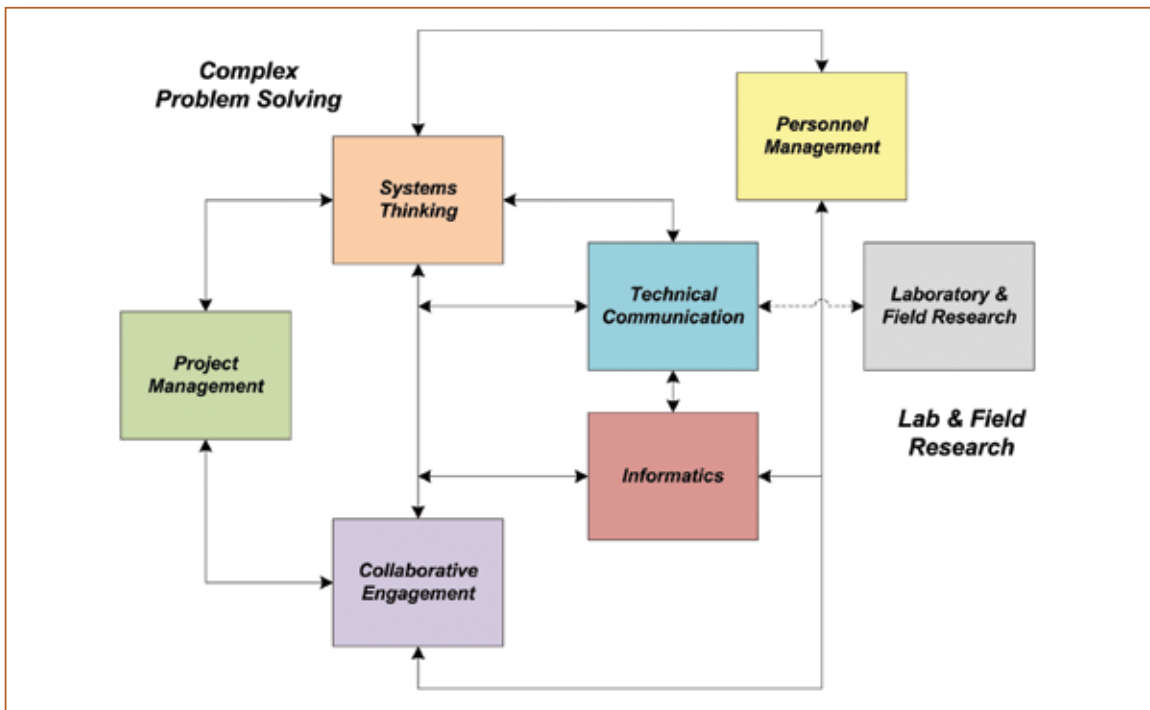 Complex
Problem Solving
Personnel
Management
Systems
Thinking
Technical
Communication
Laboratory &
Field Research
Project
Management
Lab & Field
Research
Informatics
Collaborative
Engagement